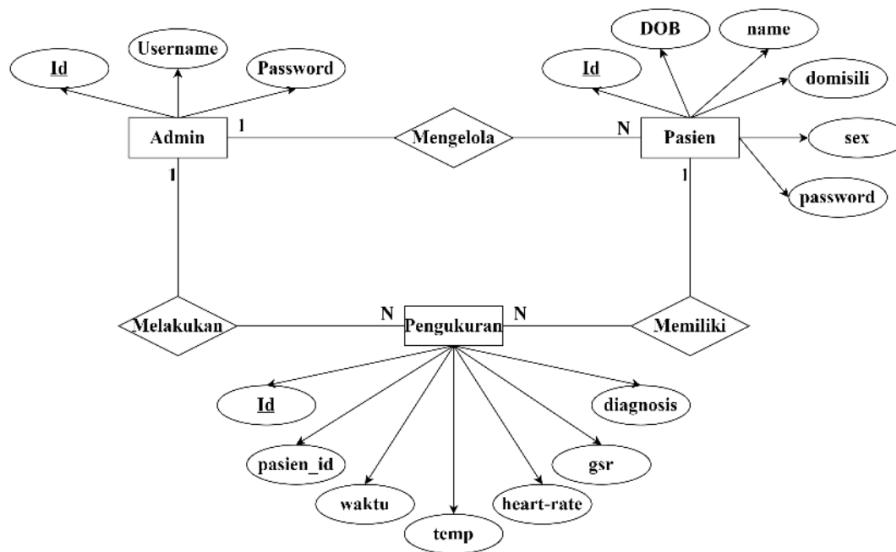 DOB
name
Username
Id
Password
Id
domisili
Admin
1
Mengelola
N
Pasien
sex
1
1
password
N
N
Melakukan
Pengukuran
Memiliki
Id
diagnosis
pasien_id
gsr
waktu
heart-rate
temp